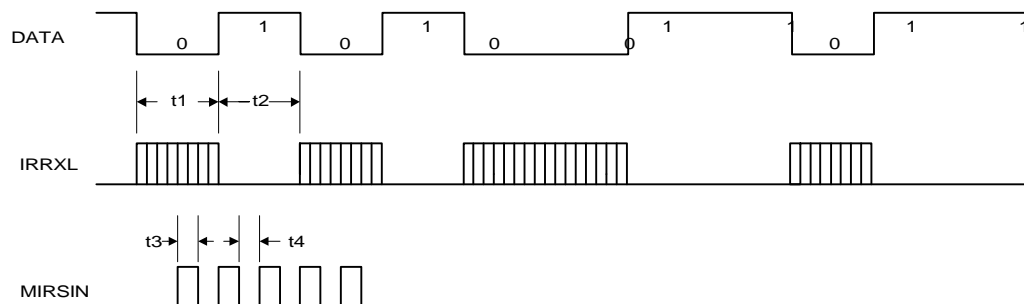 DATA
0 1 0 1 0 0 1 1 0 1 1
t1 t2
IRRXL
t3 t4
MIRSIN